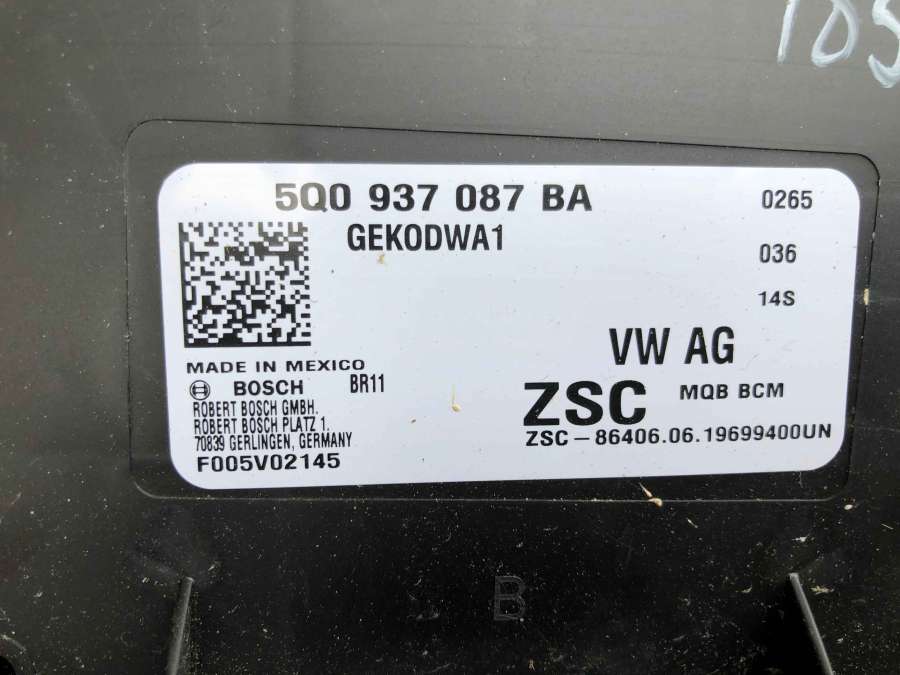 105
5Q0 937 087 BA
0265
GEKODWA1
036
14S
VW AG
MADE IN MEXICO
BOSCH BR11
ZSC MQB BCM
ROBERT BOSCH GMBH.
ROBERT BOSCH PLATZ 1.
70839 GERLINGEN, GERMANY
ZSC-86406.06.19699400UN
F005V02145
B